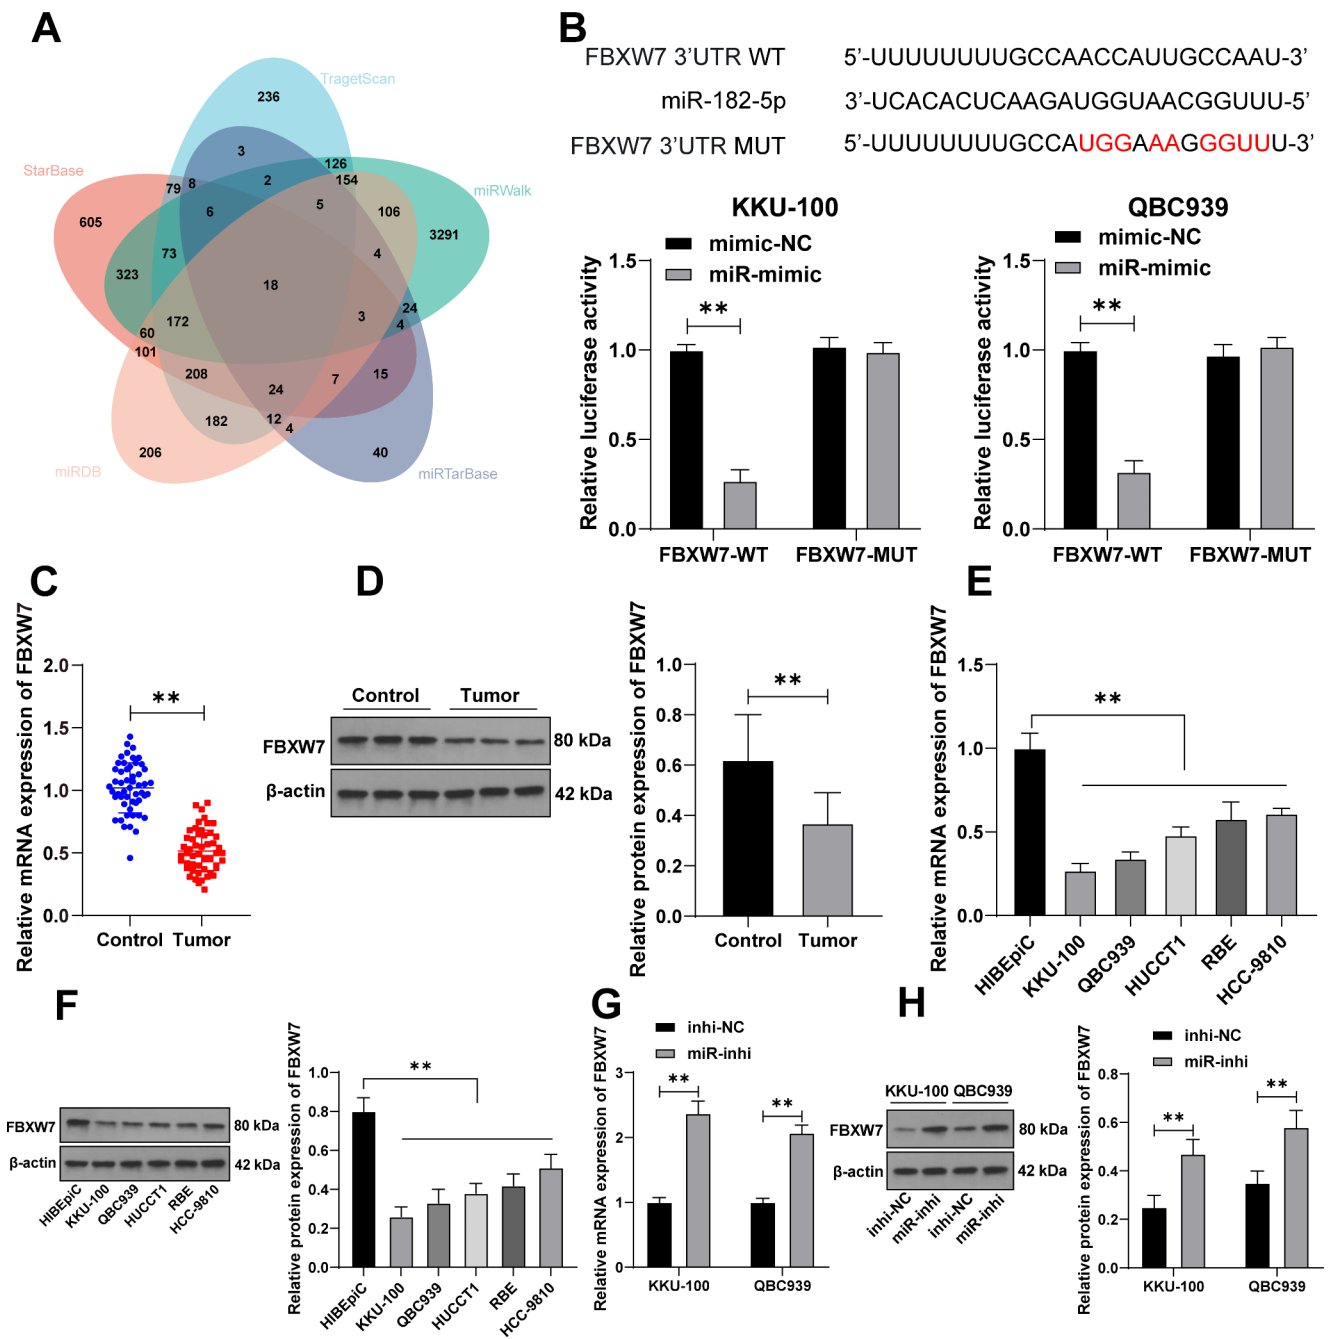 A
TragetScan
StarBase
miRWalk
miRDB
miRTarBase
236
3
126
154
79
8
2
5
106
605
6
3291
73
4
323
18
24
3
4
172
60
101
208
7
15
24
182
12
4
206
40
B
FBXW7 3’UTR WT 5’-UUUUUUUUGCCAACCAUUGCCAAU-3’
miR-182-5p 3’-UCACACUCAAGAUGGUAACGGUUU-5’
FBXW7 3’UTR MUT 5’-UUUUUUUUGCCAUGGAAAGGGUUU-3’
KKU-100
mimic-NC
miR-mimic
Relative luciferase activity
1.5
1.0
0.5
0.0
**
FBXW7-WT FBXW7-MUT
QBC939
mimic-NC
miR-mimic
Relative luciferase activity
1.5
1.0
0.5
0.0
**
FBXW7-WT FBXW7-MUT
C
Relative mRNA expression of FBXW7
2.0
1.5
1.0
0.5
0.0
**
Control Tumor
D
Control Tumor
FBXW7 80 kDa
β-actin 42 kDa
Relative protein expression of FBXW7
1.0
0.8
0.6
0.4
0.2
0.0
**
Control Tumor
E
Relative mRNA expression of FBXW7
1.5
1.0
0.5
0.0
**
HIBEpiC
KKU-100
QBC939
HUCCT1
RBE
HCC-9810
F
FBXW7 80 kDa
β-actin 42 kDa
HIBEpiC
KKU-100
QBC939
HUCCT1
RBE
HCC-9810
Relative protein expression of FBXW7
1.0
0.8
0.6
0.4
0.2
0.0
**
HIBEpiC
KKU-100
QBC939
HUCCT1
RBE
HCC-9810
G
inhi-NC
miR-inhi
Relative mRNA expression of FBXW7
3
2
1
0
**
**
KKU-100 QBC939
H
KKU-100 QBC939
FBXW7 80 kDa
β-actin 42 kDa
inhi-NC
miR-inhi
inhi-NC
miR-inhi
inhi-NC
miR-inhi
Relative protein expression of FBXW7
0.8
0.6
0.4
0.2
0.0
**
**
KKU-100 QBC939